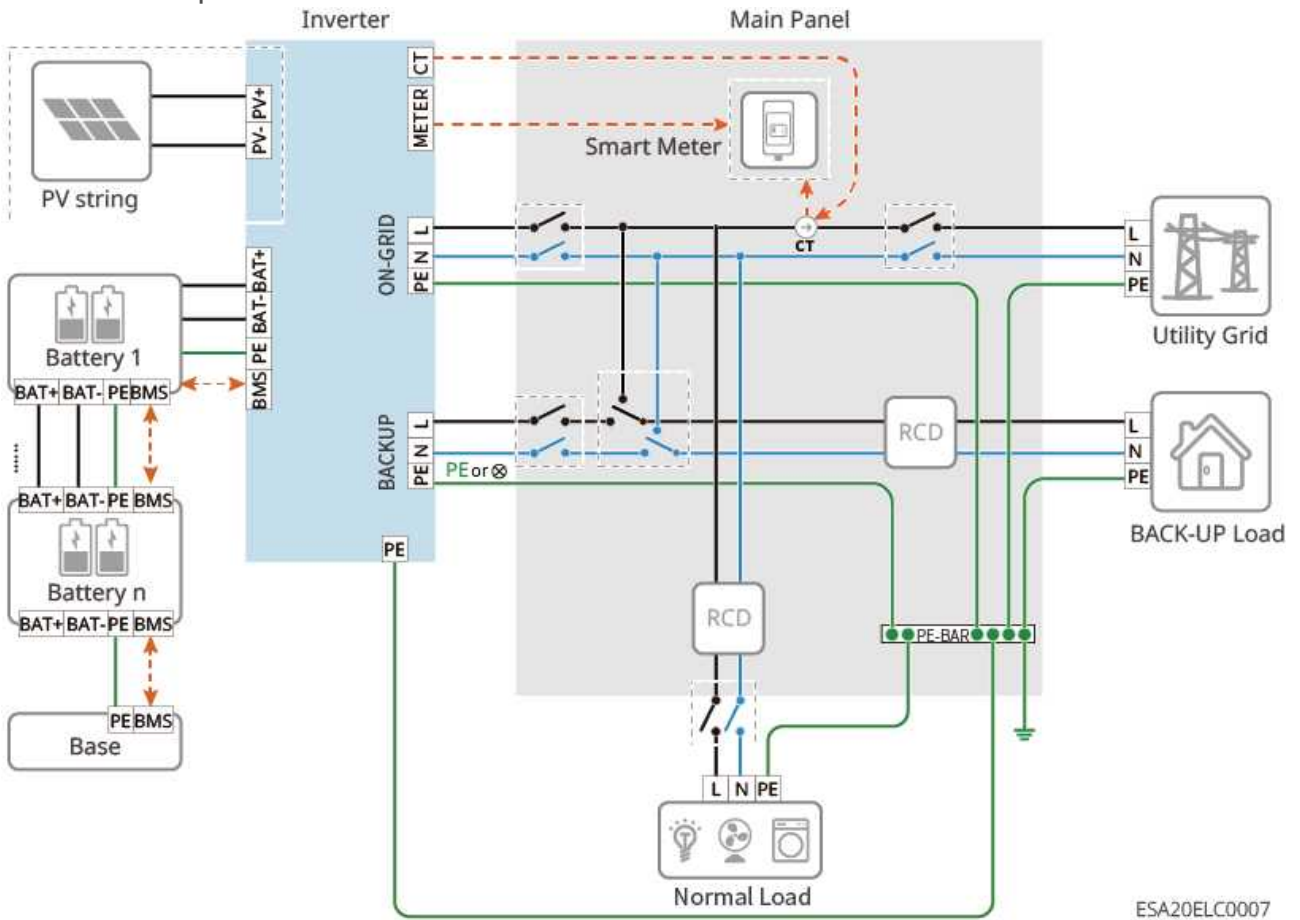 Inverter
Main Panel
PV string
PV+
PV-
CT
METER
Smart Meter
CT
ON-GRID
L
N
PE
L
N
PE
Utility Grid
BAT+
BAT-
PE
BMS
Battery 1
BAT+ BAT- PE BMS
BACKUP
L
N
PE
PE or ⊗
RCD
L
N
PE
BACK-UP Load
......
BAT+ BAT- PE BMS
Battery n
BAT+ BAT- PE BMS
PE
RCD
PE-BAR
PE BMS
Base
L N PE
Normal Load
ESA20ELC0007